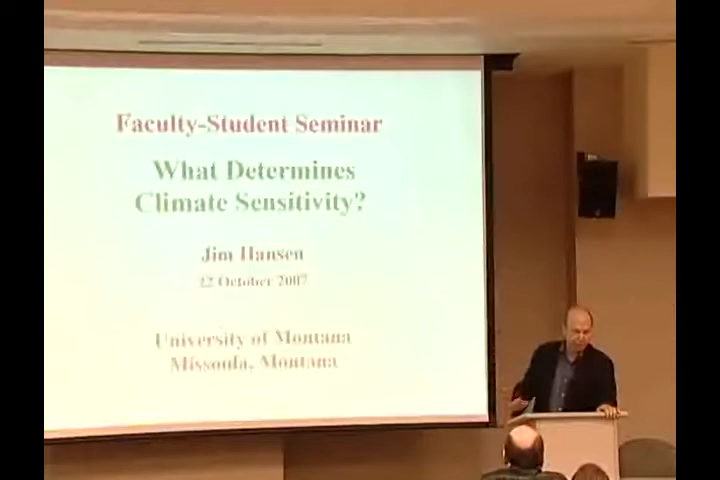 Faculty-Student Seminar
What Determines
Climate Sensitivity?
Jim Hansen
22 October 2007
University of Montana
Missoula, Montana